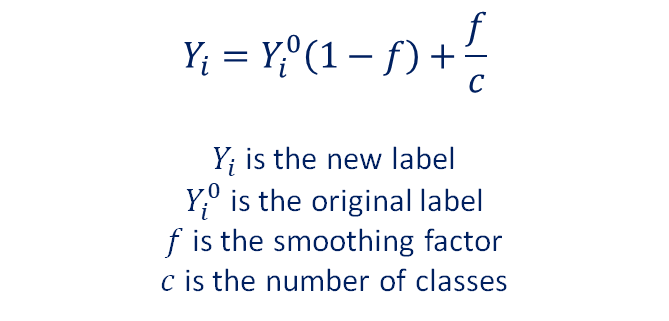 Y_i = Y_i^0(1 − f) + f/c
Y_i is the new label
Y_i^0 is the original label
f is the smoothing factor
c is the number of classes